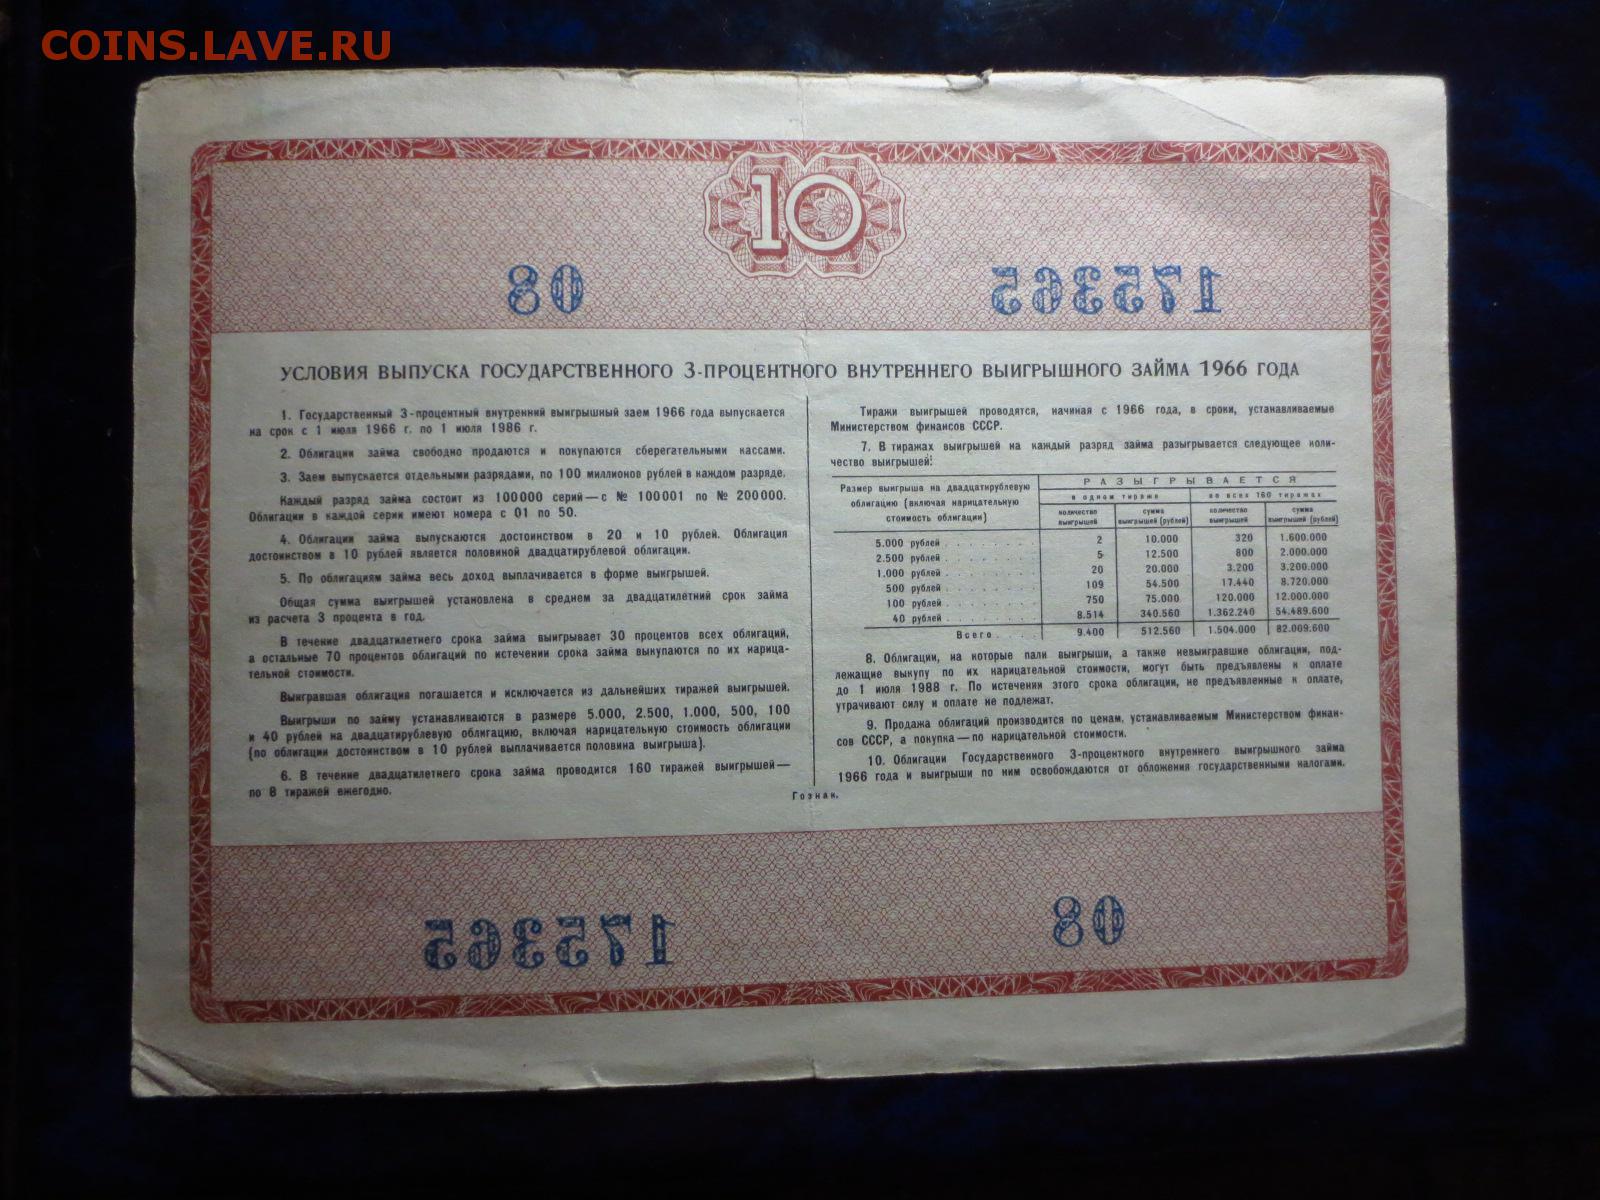 COINS.LAVE.RU
10
80 175365
УСЛОВИЯ ВЫПУСКА ГОСУДАРСТВЕННОГО 3-ПРОЦЕНТНОГО ВНУТРЕННЕГО ВЫИГРЫШНОГО ЗАЙМА 1966 ГОДА
1. Государственный 3-процентный внутренний выигрышный заем 1966 года выпускается
на срок с 1 июля 1966 г. по 1 июля 1986 г.
2. Облигации займа свободно продаются и покупаются сберегательными кассами.
3. Заем выпускается отдельными разрядами, по 100 миллионов рублей в каждом разряде.
Каждый разряд займа состоит из 100000 серий — с № 100001 по № 200000.
Облигации в каждой серии имеют номера с 01 по 50.
4. Облигации займа выпускаются достоинством в 20 и 10 рублей. Облигация
достоинством в 10 рублей является половиной двадцатирублевой облигации.
5. По облигациям займа весь доход выплачивается в форме выигрышей.
Общая сумма выигрышей установлена в среднем за двадцатилетний срок займа
из расчета 3 процента в год.
В течение двадцатилетнего срока займа выигрывает 30 процентов всех облигаций,
а остальные 70 процентов облигаций по истечении срока займа выкупаются по их нарица-
тельной стоимости.
Выигравшая облигация погашается и исключается из дальнейших тиражей выигрышей.
Выигрыши по займу устанавливаются в размере 5.000, 2.500, 1.000, 500, 100
и 40 рублей на двадцатирублевую облигацию, включая нарицательную стоимость облигации
(по облигации достоинством в 10 рублей выплачивается половина выигрыша).
6. В течение двадцатилетнего срока займа проводится 160 тиражей выигрышей —
по 8 тиражей ежегодно.
Тиражи выигрышей проводятся, начиная с 1966 года, в сроки, устанавливаемые
Министерством финансов СССР.
7. В тиражах выигрышей на каждый разряд займа разыгрывается следующее коли-
чество выигрышей:
Размер выигрыша на двадцатирублевую
облигацию (включая нарицательную
стоимость облигации)
РАЗЫГРЫВАЕТСЯ
в одном тираже во всех 160 тиражах
количество выигрышей сумма выигрышей (рублей) количество выигрышей сумма выигрышей (рублей)
5.000 рублей 2 10.000 320 1.600.000
2.500 рублей 5 12.500 800 2.000.000
1.000 рублей 20 20.000 3.200 3.200.000
500 рублей 109 54.500 17.440 8.720.000
100 рублей 750 75.000 120.000 12.000.000
40 рублей 8.514 340.560 1.362.240 54.489.600
Всего 9.400 512.560 1.504.000 82.009.600
8. Облигации, на которые пали выигрыши, а также невыигравшие облигации, под-
лежащие выкупу по их нарицательной стоимости, могут быть предъявлены к оплате
до 1 июля 1988 г. По истечении этого срока облигации, не предъявленные к оплате,
утрачивают силу и оплате не подлежат.
9. Продажа облигаций производится по ценам, устанавливаемым Министерством финан-
сов СССР, а покупка — по нарицательной стоимости.
10. Облигации Государственного 3-процентного внутреннего выигрышного займа
1966 года и выигрыши по ним освобождаются от обложения государственными налогами.
Гознак.
175365 80